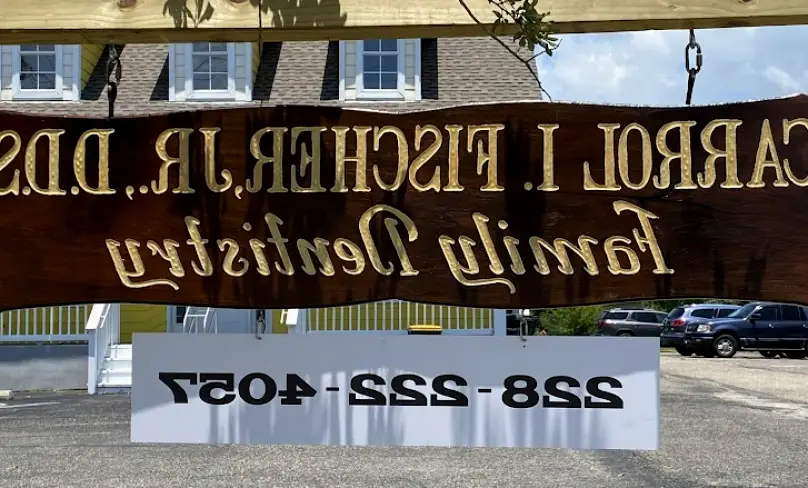 CARROL I. FISCHER, JR., D.D.S
Family Dentistry
228-222-4057